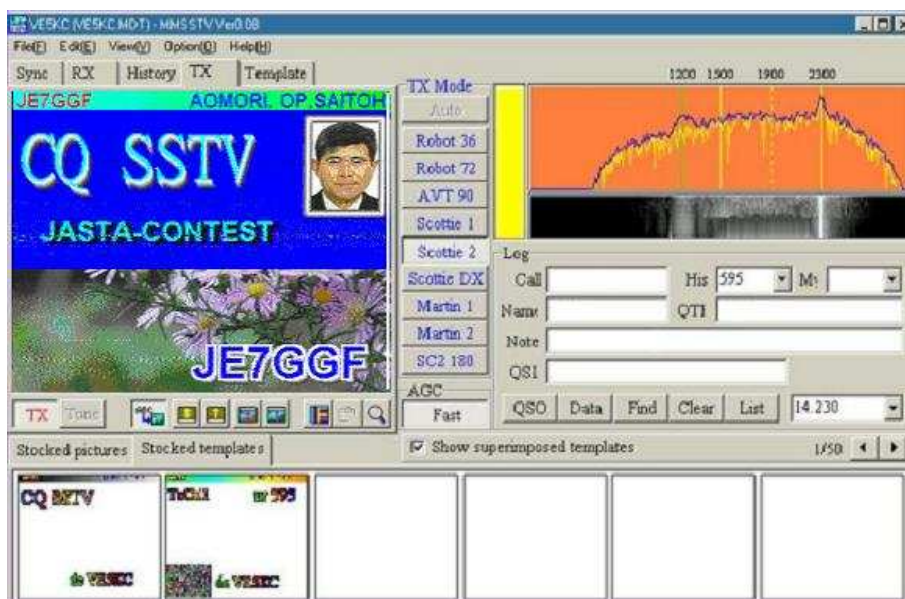 VE5KC (VE5KC.MDT) - MMSSTV Ver0.08
File(F) Edit(E) View(V) Option(O) Help(H)
Sync RX History TX Template
JE7GGF AOMORI. OP.SAITOH
CQ SSTV
JASTA-CONTEST
JE7GGF
TX Mode
Auto
Robot 36
Robot 72
AVT 90
Scottie 1
Scottie 2
Scottie DX
Martin 1
Martin 2
SC2 180
AGC
Fast
1200 1500 1900 2300
Log
Call His 595 My
Name QTH
Note
QSL
QSO Data Find Clear List 14.230
TX Tone
Stocked pictures Stocked templates
Show superimposed templates 1/50
CQ SSTV
de VE5KC
ur 595
de VE5KC